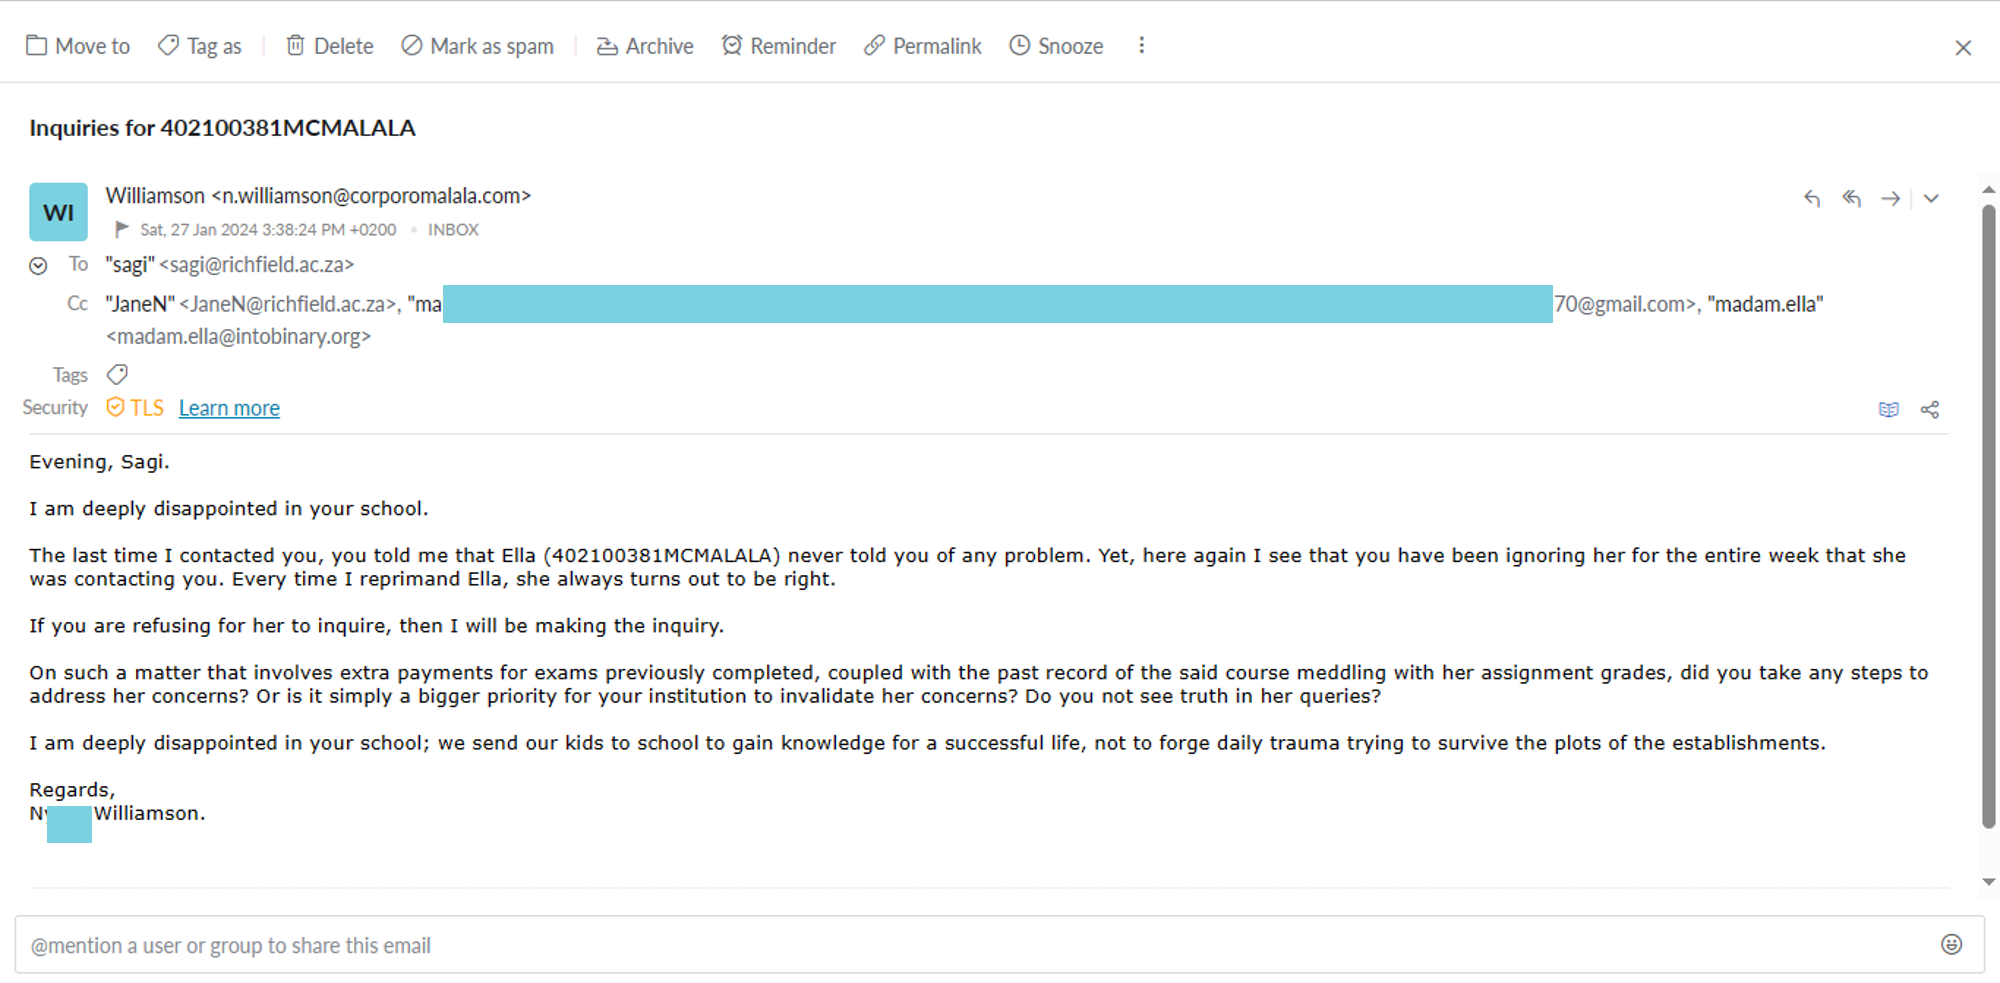 Move to Tag as Delete Mark as spam Archive Reminder Permalink Snooze
Inquiries for 402100381MCMALALA
WI
Williamson <n.williamson@corporomalala.com>
Sat, 27 Jan 2024 3:38:24 PM +0200 • INBOX
To "sagi" <sagi@richfield.ac.za>
Cc "JaneN" <JaneN@richfield.ac.za>, "ma 70@gmail.com>, "madam.ella"
<madam.ella@intobinary.org>
Tags
Security TLS Learn more
Evening, Sagi.
I am deeply disappointed in your school.
The last time I contacted you, you told me that Ella (402100381MCMALALA) never told you of any problem. Yet, here again I see that you have been ignoring her for the entire week that she
was contacting you. Every time I reprimand Ella, she always turns out to be right.
If you are refusing for her to inquire, then I will be making the inquiry.
On such a matter that involves extra payments for exams previously completed, coupled with the past record of the said course meddling with her assignment grades, did you take any steps to
address her concerns? Or is it simply a bigger priority for your institution to invalidate her concerns? Do you not see truth in her queries?
I am deeply disappointed in your school; we send our kids to school to gain knowledge for a successful life, not to forge daily trauma trying to survive the plots of the establishments.
Regards,
Ny Williamson.
@mention a user or group to share this email